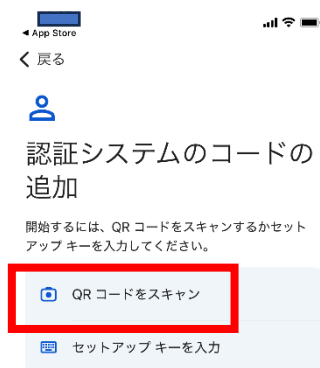 ◀ App Store
戻る
認証システムのコードの
追加
開始するには、QR コードをスキャンするかセット
アップ キーを入力してください。
QR コードをスキャン
セットアップ キーを入力